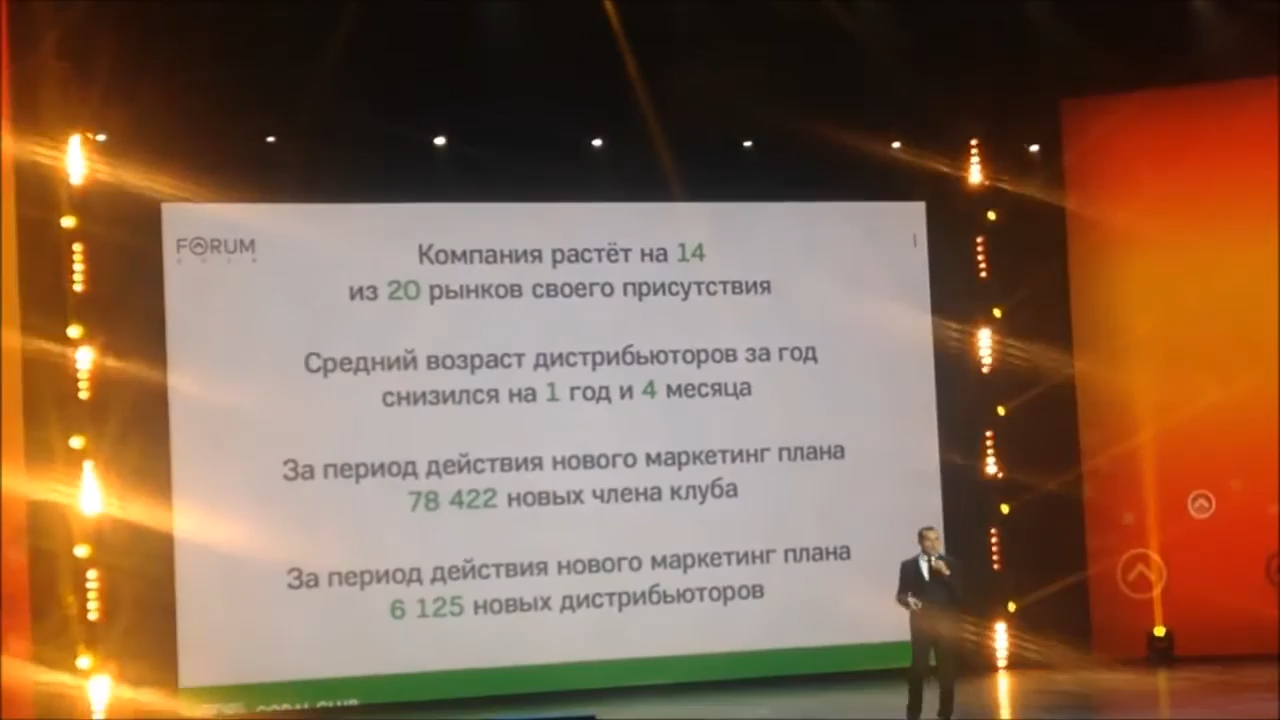 FORUM
Компания растёт на 14
из 20 рынков своего присутствия
Средний возраст дистрибьюторов за год
снизился на 1 год и 4 месяца
За период действия нового маркетинг плана
78 422 новых члена клуба
За период действия нового маркетинг плана
6 125 новых дистрибьюторов
CORAL CLUB